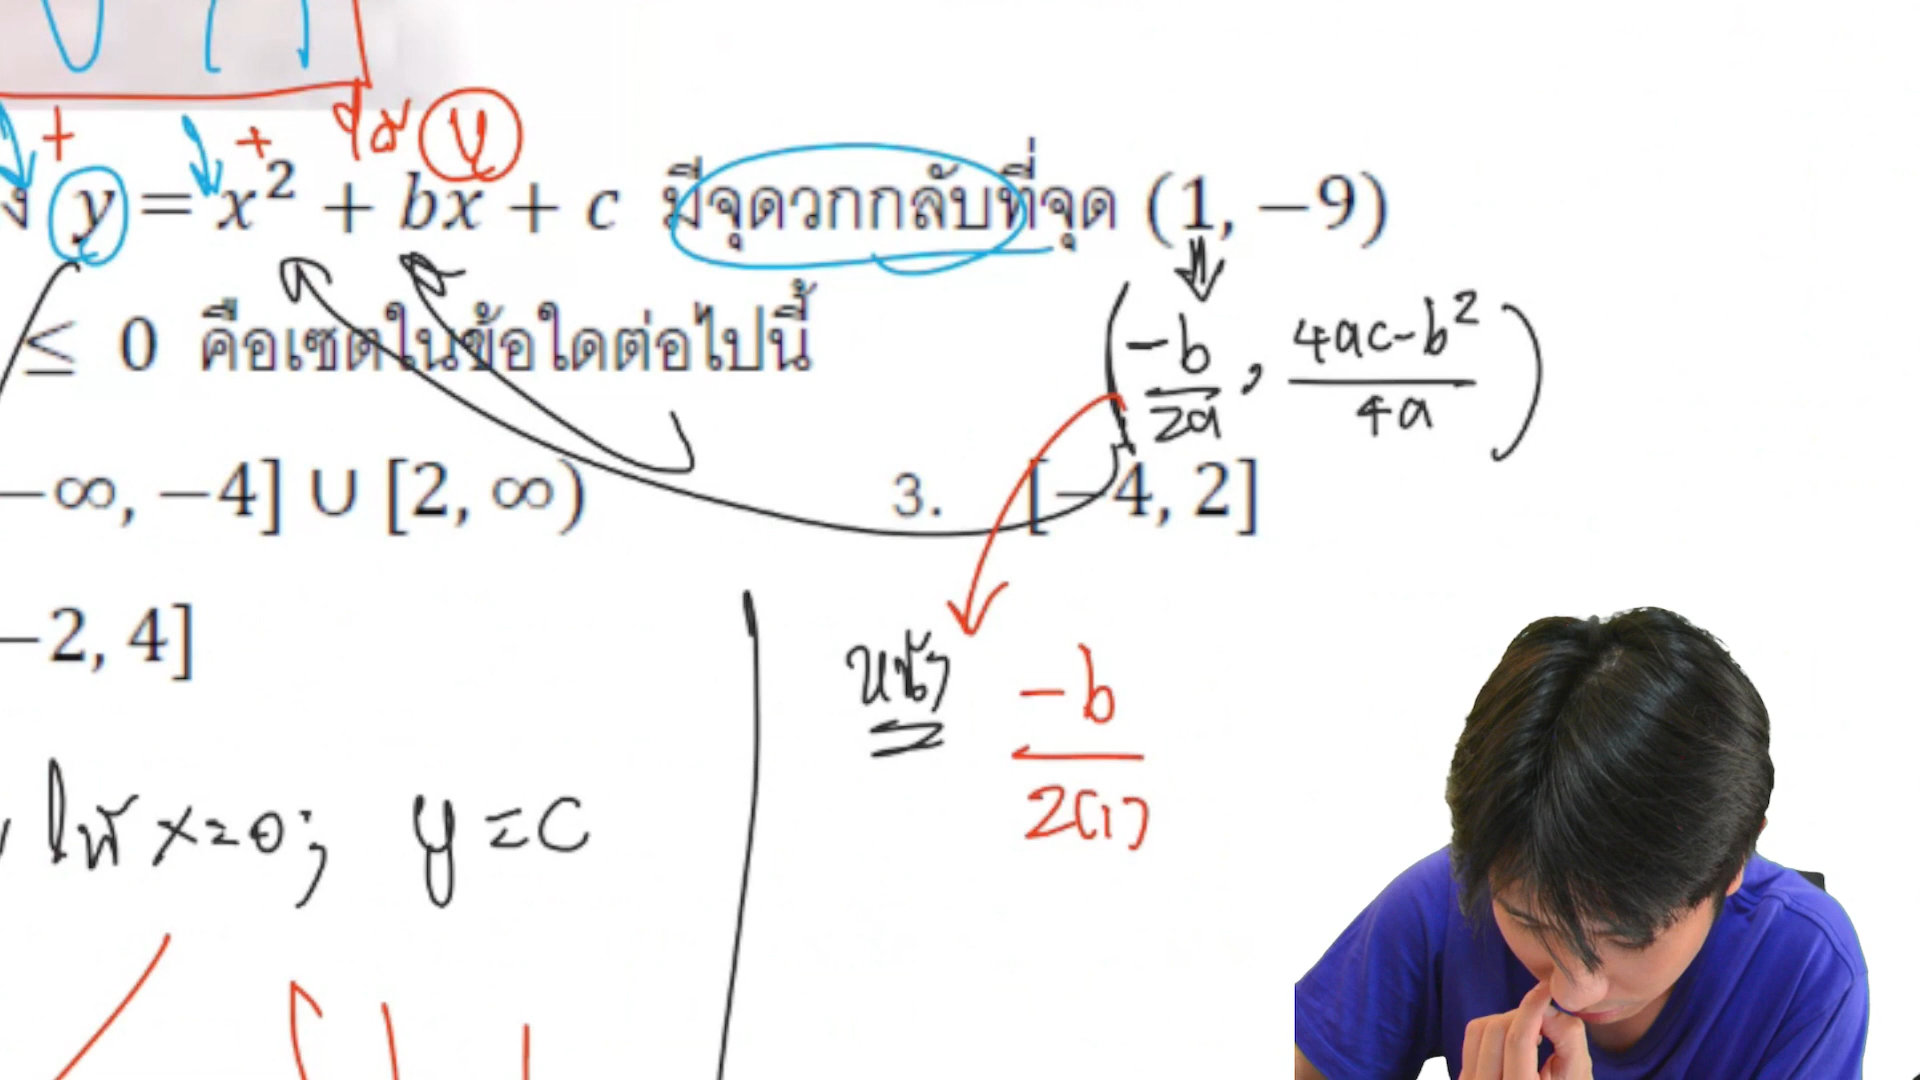 + + y
y = x² + bx + c มีจุดวกกลับที่จุด (1, −9)
≤ 0 คือเซตในข้อใดต่อไปนี้
(-b/2a, 4ac-b²/4a)
−∞, −4] ∪ [2, ∞) 3. [−4, 2]
−2, 4]
หน้า -b/2(1)
ให้ x=0; y=c